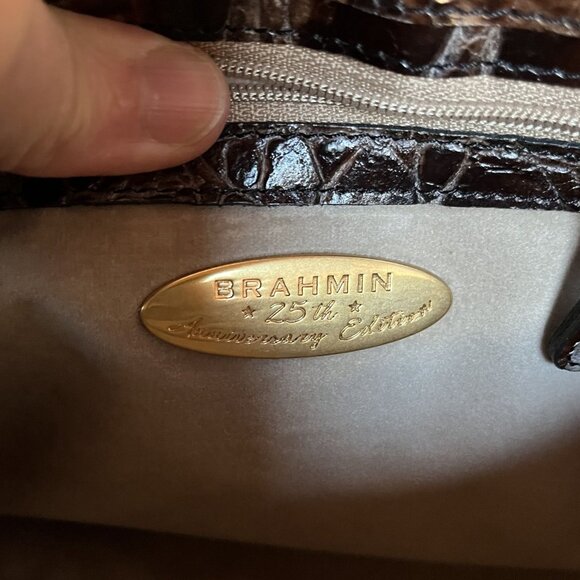 BRAHMIN
★ 25th ★
Anniversary Edition